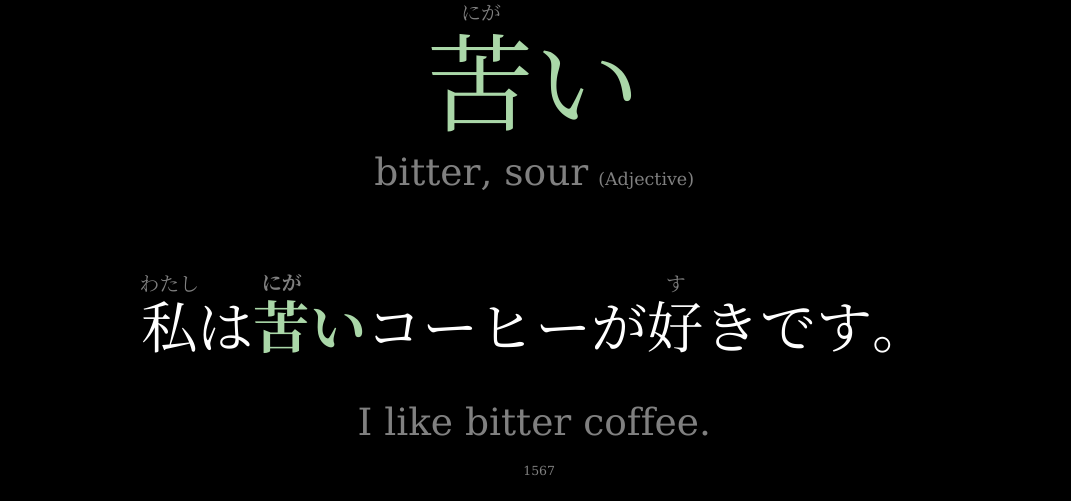 にが
苦い
bitter, sour (Adjective)
わたし にが す
私は苦いコーヒーが好きです。
I like bitter coffee.
1567